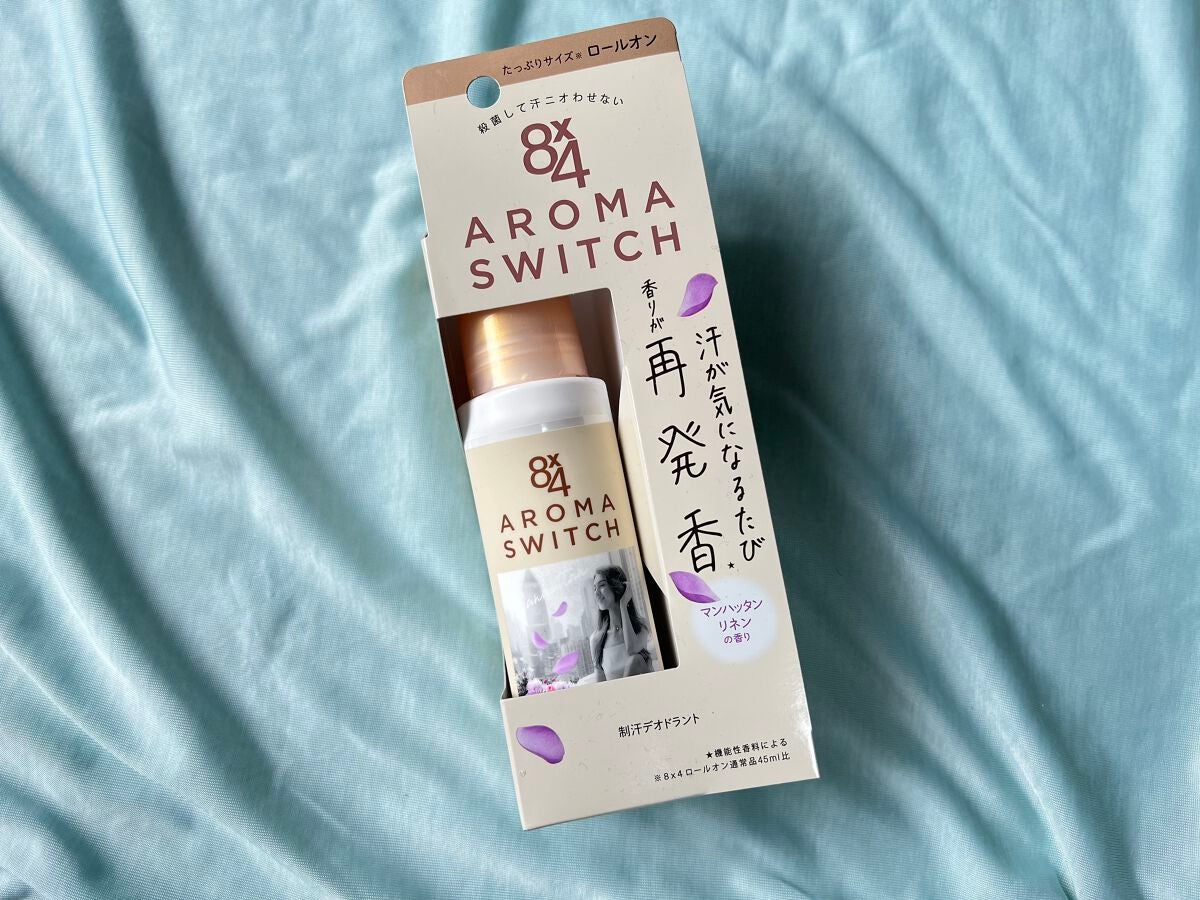 たっぷりサイズ※ ロールオン
殺菌して汗ニオわせない
8x4
AROMA
SWITCH
汗が気になるたび
香りが
再発香★
マンハッタン
リネン
の香り
8x4
AROMA
SWITCH
制汗デオドラント
★機能性香料による
※8x4ロールオン通常品45ml比